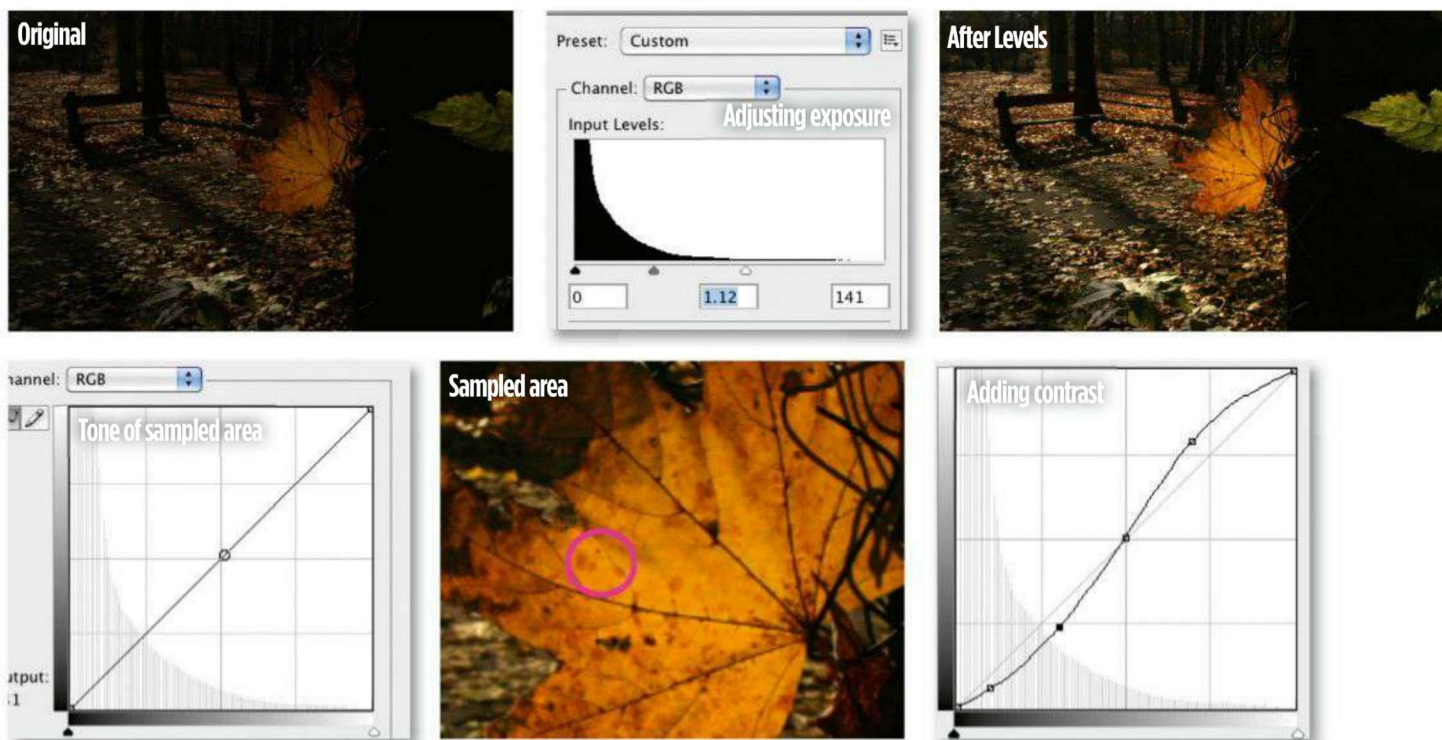 Original
Preset: Custom
Channel: RGB
Adjusting exposure
Input Levels:
0 1.12 141
After Levels
hannel: RGB
Tone of sampled area
utput:
Sampled area
Adding contrast